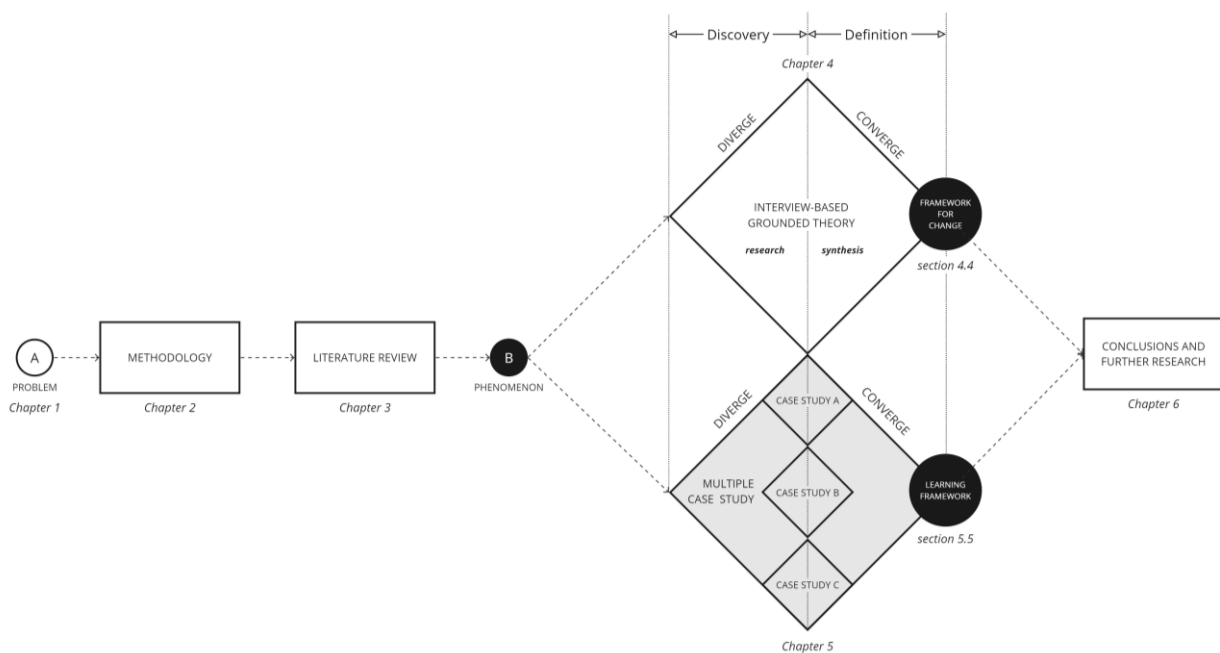 Discovery
Definition
Chapter 4
DIVERGE
CONVERGE
INTERVIEW-BASED
GROUNDED THEORY
research
synthesis
FRAMEWORK
FOR
CHANGE
section 4.4
A
PROBLEM
Chapter 1
METHODOLOGY
Chapter 2
LITERATURE REVIEW
Chapter 3
B
PHENOMENON
DIVERGE
CONVERGE
CASE STUDY A
MULTIPLE
CASE STUDY
CASE STUDY B
CASE STUDY C
LEARNING
FRAMEWORK
section 5.5
Chapter 5
CONCLUSIONS AND
FURTHER RESEARCH
Chapter 6